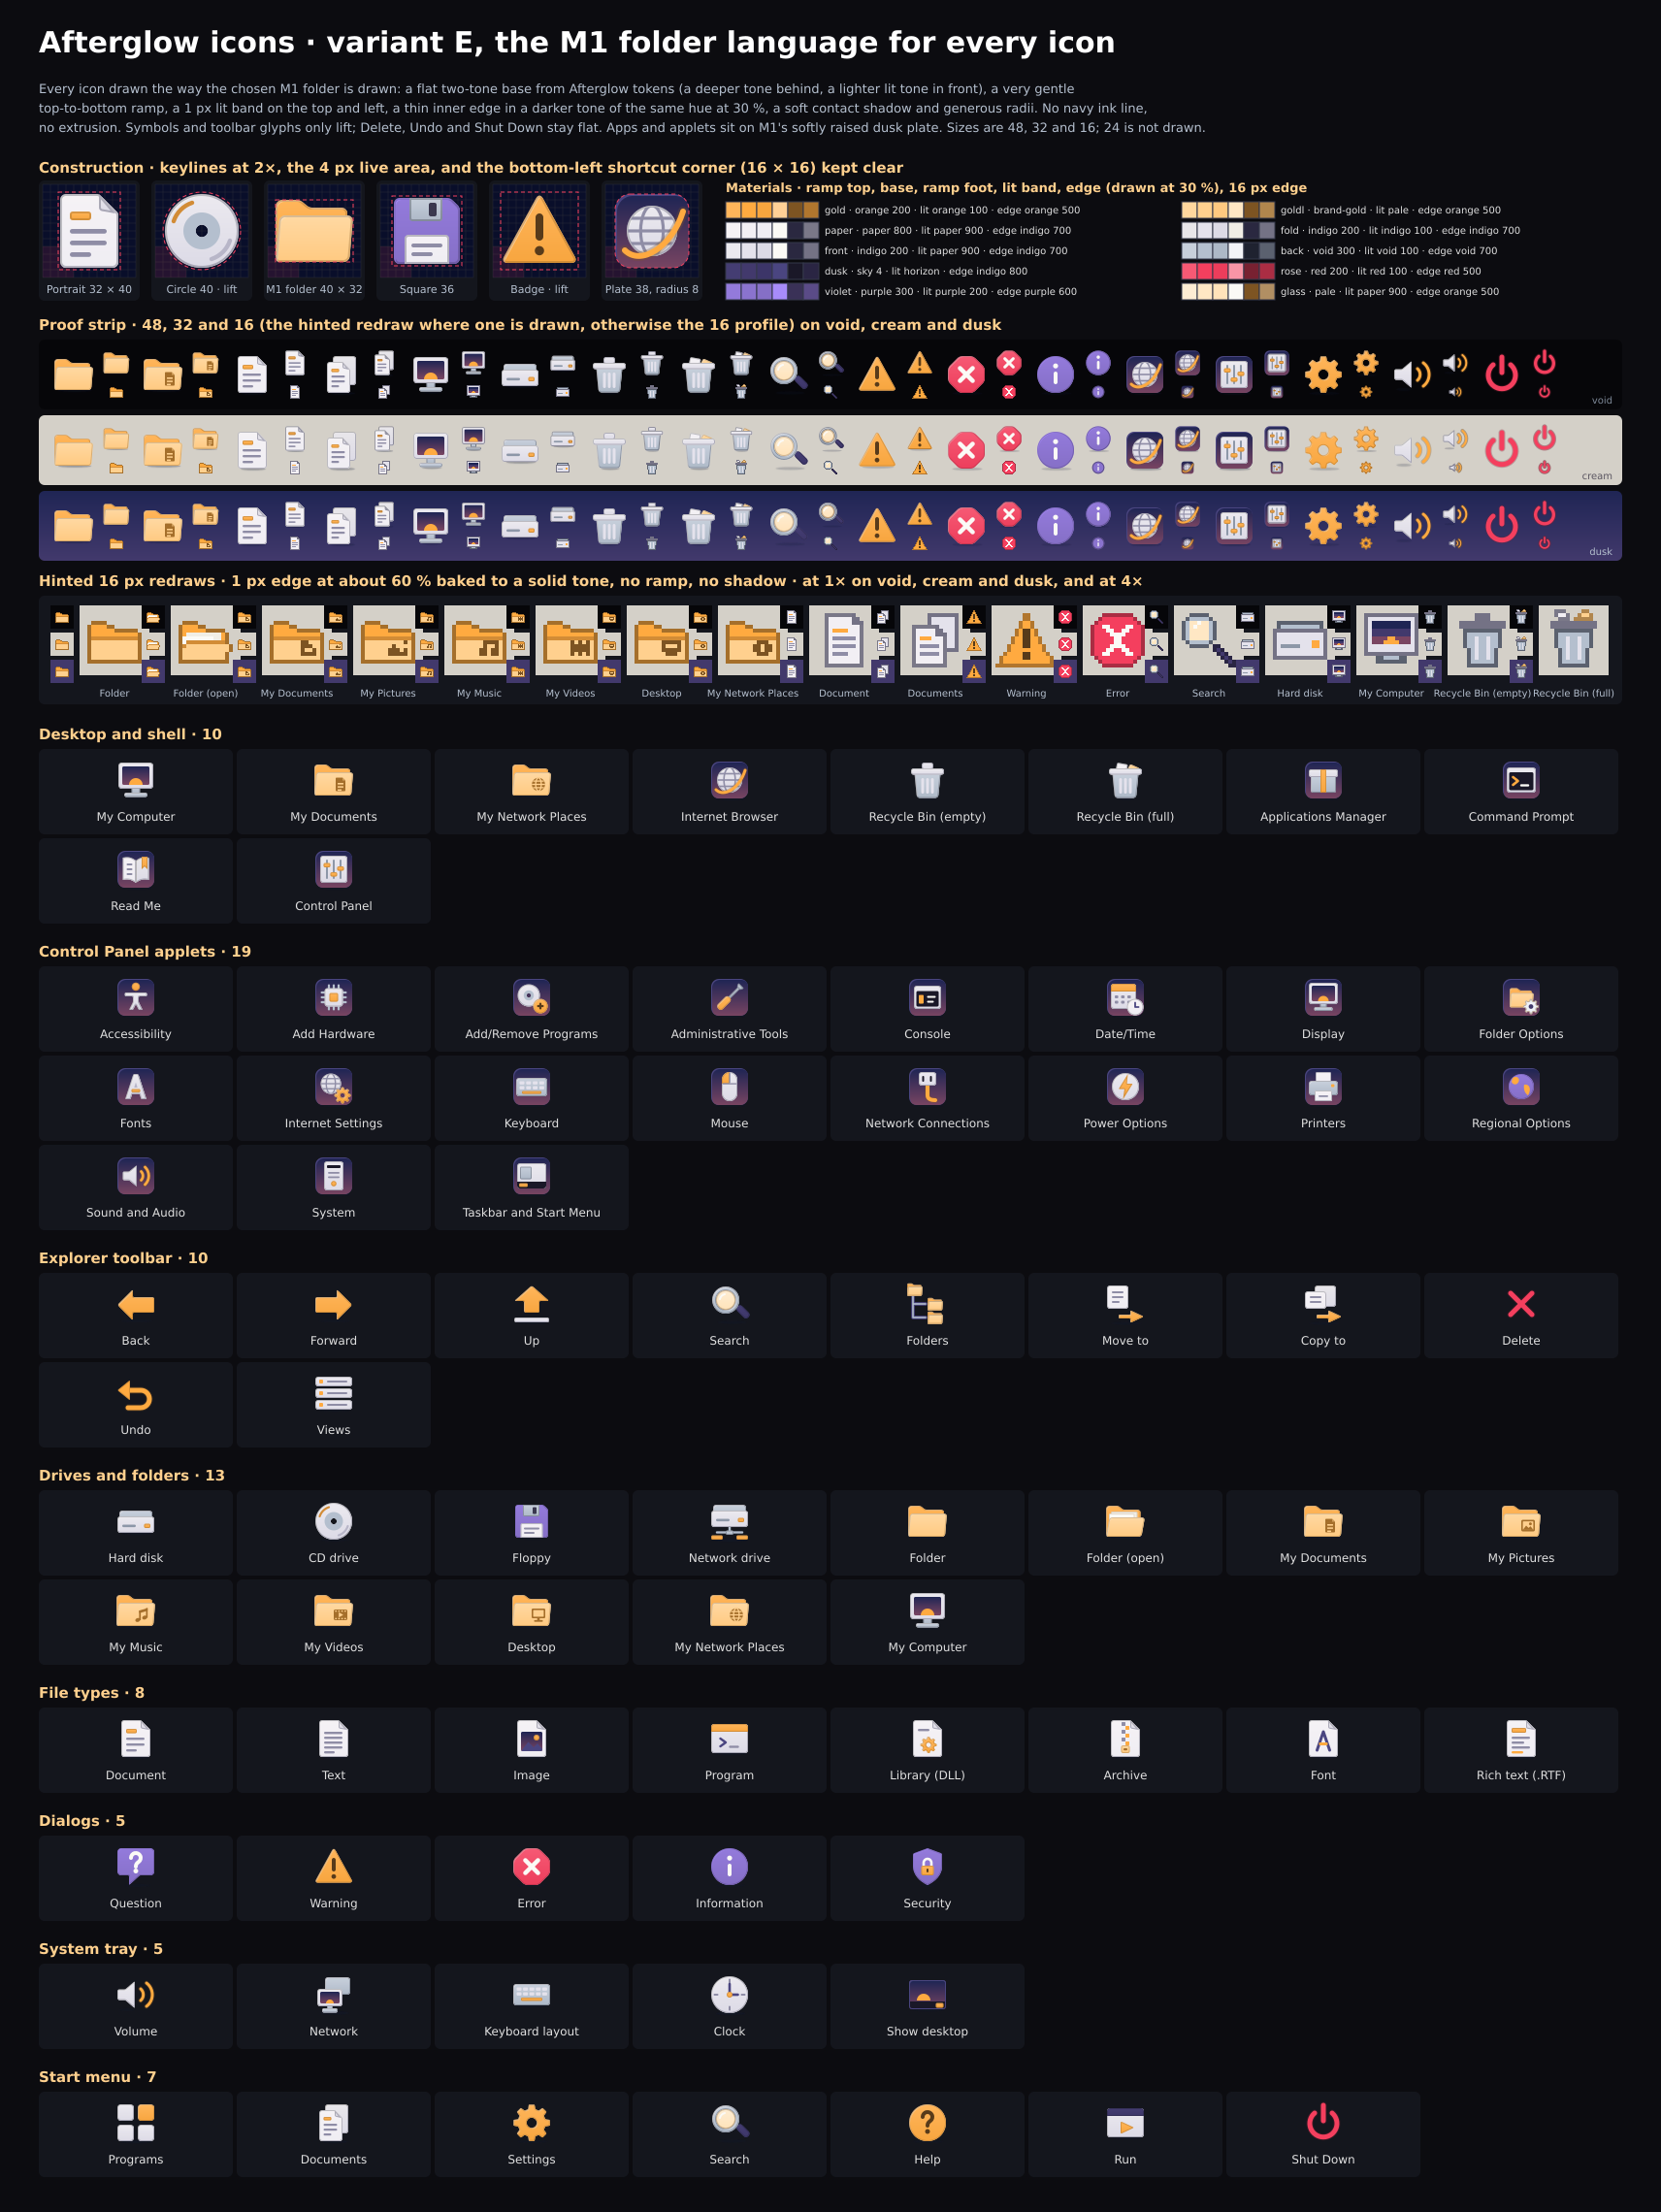 Afterglow icons · variant E, the M1 folder language for every icon
Every icon drawn the way the chosen M1 folder is drawn: a flat two-tone base from Afterglow tokens (a deeper tone behind, a lighter lit tone in front), a very gentle
top-to-bottom ramp, a 1 px lit band on the top and left, a thin inner edge in a darker tone of the same hue at 30 %, a soft contact shadow and generous radii. No navy ink line,
no extrusion. Symbols and toolbar glyphs only lift; Delete, Undo and Shut Down stay flat. Apps and applets sit on M1's softly raised dusk plate. Sizes are 48, 32 and 16; 24 is not drawn.
Construction · keylines at 2×, the 4 px live area, and the bottom-left shortcut corner (16 × 16) kept clear
Portrait 32 × 40
Circle 40 · lift
M1 folder 40 × 32
Square 36
Badge · lift
Plate 38, radius 8
Materials · ramp top, base, ramp foot, lit band, edge (drawn at 30 %), 16 px edge
gold · orange 200 · lit orange 100 · edge orange 500
goldl · brand-gold · lit pale · edge orange 500
paper · paper 800 · lit paper 900 · edge indigo 700
fold · indigo 200 · lit indigo 100 · edge indigo 700
front · indigo 200 · lit paper 900 · edge indigo 700
back · void 300 · lit void 100 · edge void 700
dusk · sky 4 · lit horizon · edge indigo 800
rose · red 200 · lit red 100 · edge red 500
violet · purple 300 · lit purple 200 · edge purple 600
glass · pale · lit paper 900 · edge orange 500
Proof strip · 48, 32 and 16 (the hinted redraw where one is drawn, otherwise the 16 profile) on void, cream and dusk
void
cream
dusk
Hinted 16 px redraws · 1 px edge at about 60 % baked to a solid tone, no ramp, no shadow · at 1× on void, cream and dusk, and at 4×
Folder
Folder (open)
My Documents
My Pictures
My Music
My Videos
Desktop
My Network Places
Document
Documents
Warning
Error
Search
Hard disk
My Computer
Recycle Bin (empty)
Recycle Bin (full)
Desktop and shell · 10
My Computer
My Documents
My Network Places
Internet Browser
Recycle Bin (empty)
Recycle Bin (full)
Applications Manager
Command Prompt
Read Me
Control Panel
Control Panel applets · 19
Accessibility
Add Hardware
Add/Remove Programs
Administrative Tools
Console
Date/Time
Display
Folder Options
A
Fonts
Internet Settings
Keyboard
Mouse
Network Connections
Power Options
Printers
Regional Options
Sound and Audio
System
Taskbar and Start Menu
Explorer toolbar · 10
Back
Forward
Up
Search
Folders
Move to
Copy to
Delete
Undo
Views
Drives and folders · 13
Hard disk
CD drive
Floppy
Network drive
Folder
Folder (open)
My Documents
My Pictures
My Music
My Videos
Desktop
My Network Places
My Computer
File types · 8
Document
Text
Image
Program
Library (DLL)
Archive
A
Font
Rich text (.RTF)
Dialogs · 5
?
Question
!
Warning
Error
i
Information
Security
System tray · 5
Volume
Network
Keyboard layout
Clock
Show desktop
Start menu · 7
Programs
Documents
Settings
Search
?
Help
Run
Shut Down